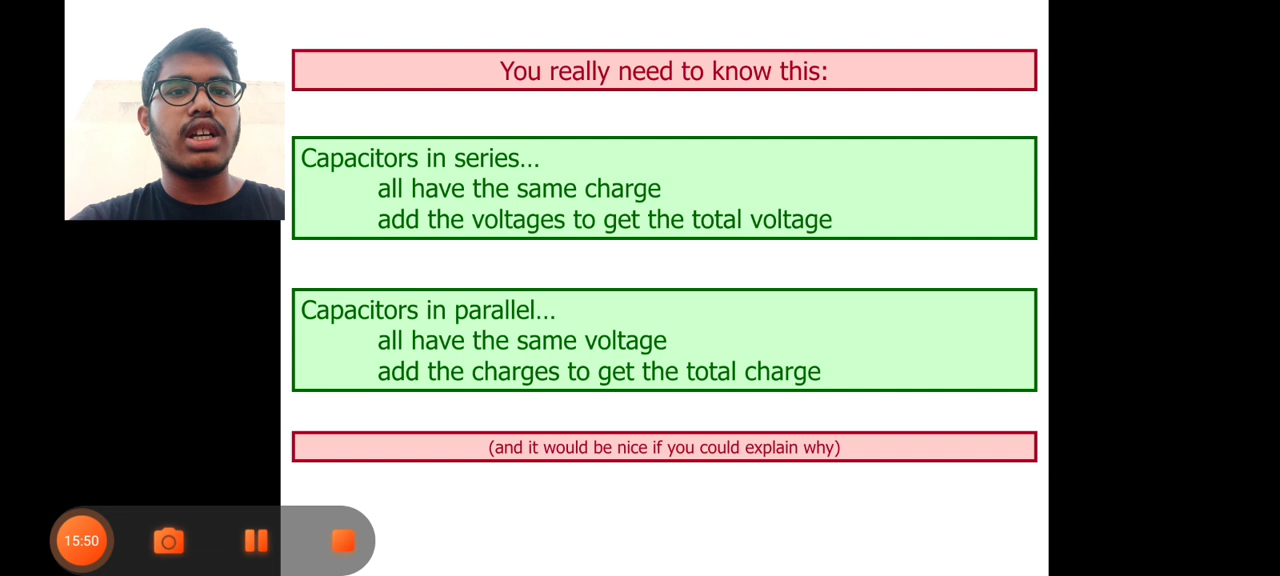 You really need to know this:
Capacitors in series...
all have the same charge
add the voltages to get the total voltage
Capacitors in parallel...
all have the same voltage
add the charges to get the total charge
(and it would be nice if you could explain why)
15:50